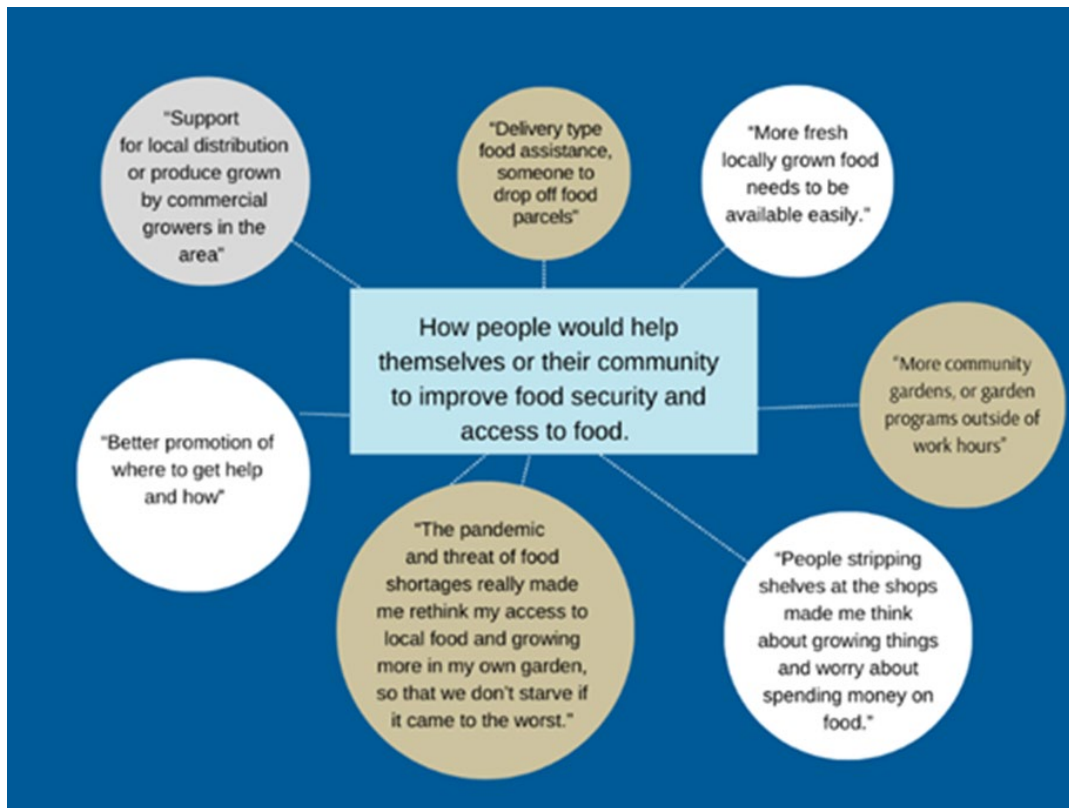 “Support
for local distribution
or produce grown
by commercial
growers in the
area”
“Delivery type
food assistance,
someone to
drop off food
parcels”
“More fresh
locally grown food
needs to be
available easily.”
How people would help
themselves or their community
to improve food security and
access to food.
“More community
gardens, or garden
programs outside of
work hours”
“Better promotion of
where to get help
and how”
“The pandemic
and threat of food
shortages really made
me rethink my access to
local food and growing
more in my own garden,
so that we don’t starve if
it came to the worst.”
“People stripping
shelves at the shops
made me think
about growing things
and worry about
spending money on
food.”